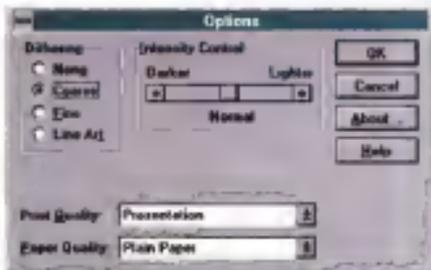 Options
Dithering
None
Coarse
Fine
Line Art
Intensity Control
Darker Lighter
Normal
OK
Cancel
About...
Help
Print Quality: Presentation
Paper Quality: Plain Paper